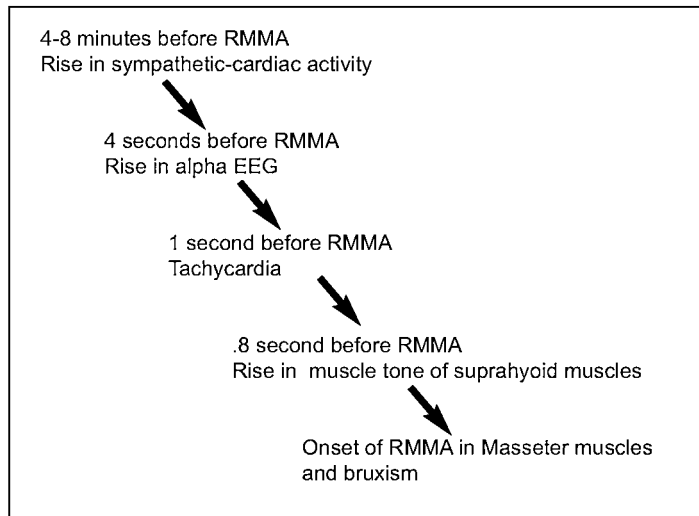 4-8 minutes before RMMA
Rise in sympathetic-cardiac activity
4 seconds before RMMA
Rise in alpha EEG
1 second before RMMA
Tachycardia
.8 second before RMMA
Rise in  muscle tone of suprahyoid muscles
Onset of RMMA in Masseter muscles
and bruxism